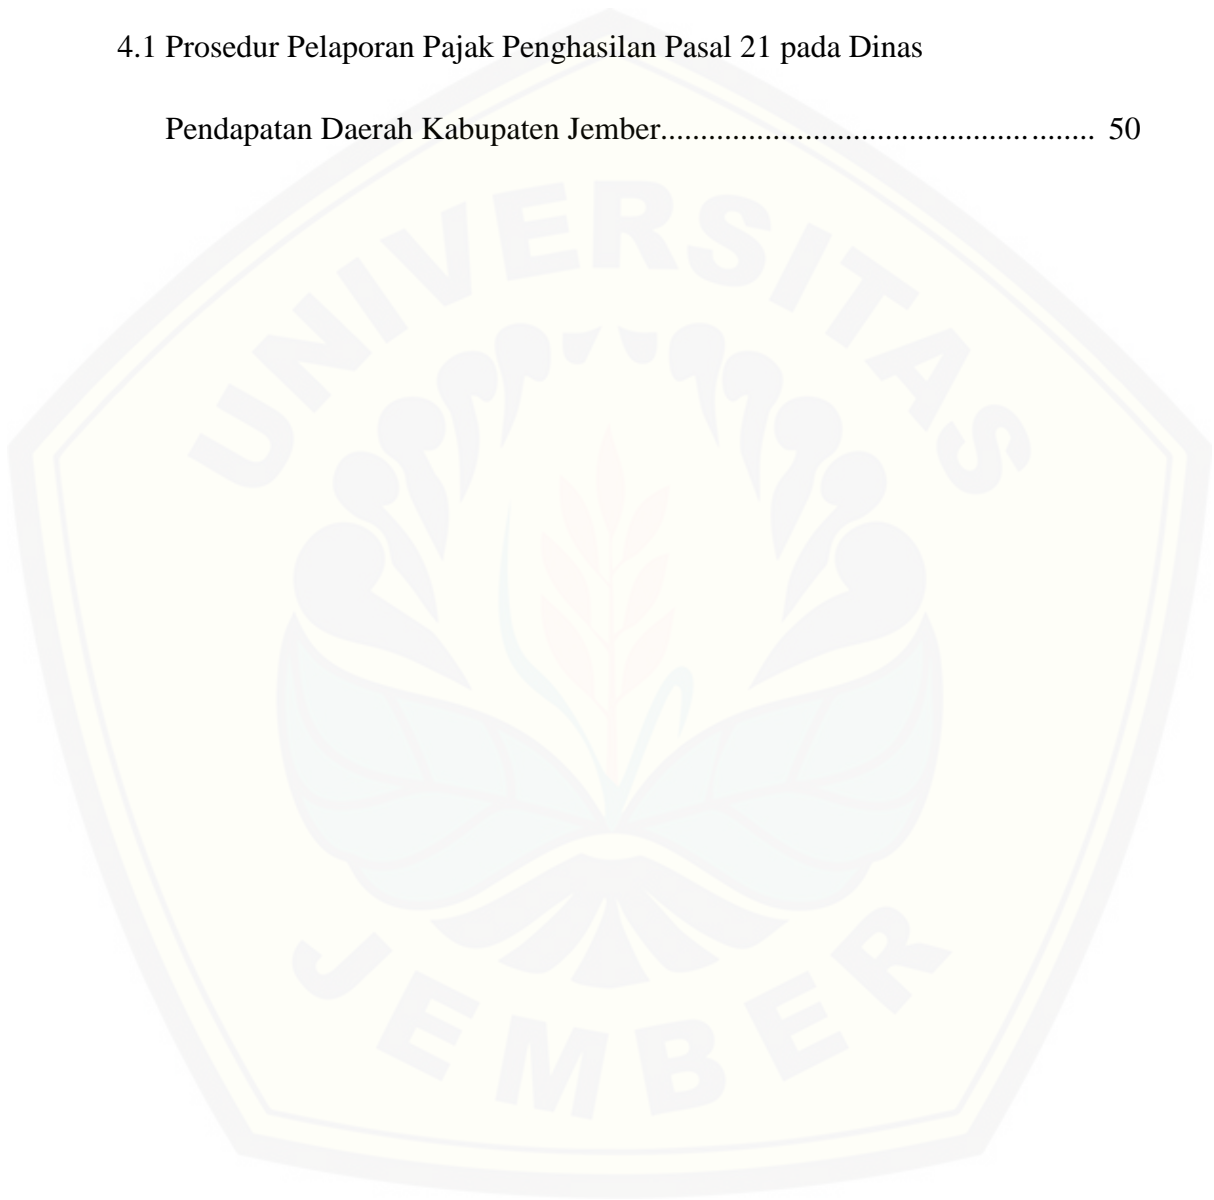 4.1 Prosedur Pelaporan Pajak Penghasilan Pasal 21 pada Dinas
Pendapatan Daerah Kabupaten Jember..................................................... 50
UNIVERSITAS
JEMBER